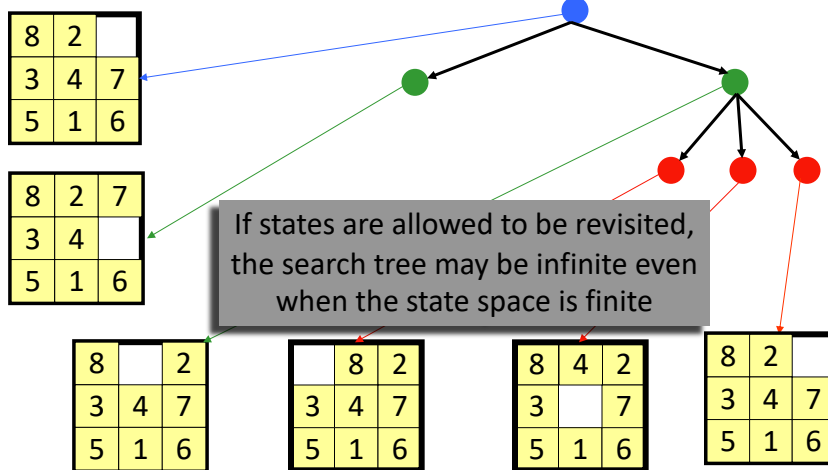 8 2
3 4 7
5 1 6
8 2 7
3 4
5 1 6
If states are allowed to be revisited,
the search tree may be infinite even
when the state space is finite
8 2
3 4 7
5 1 6
8 2
3 4 7
5 1 6
8 4 2
3 7
5 1 6
8 2
3 4 7
5 1 6